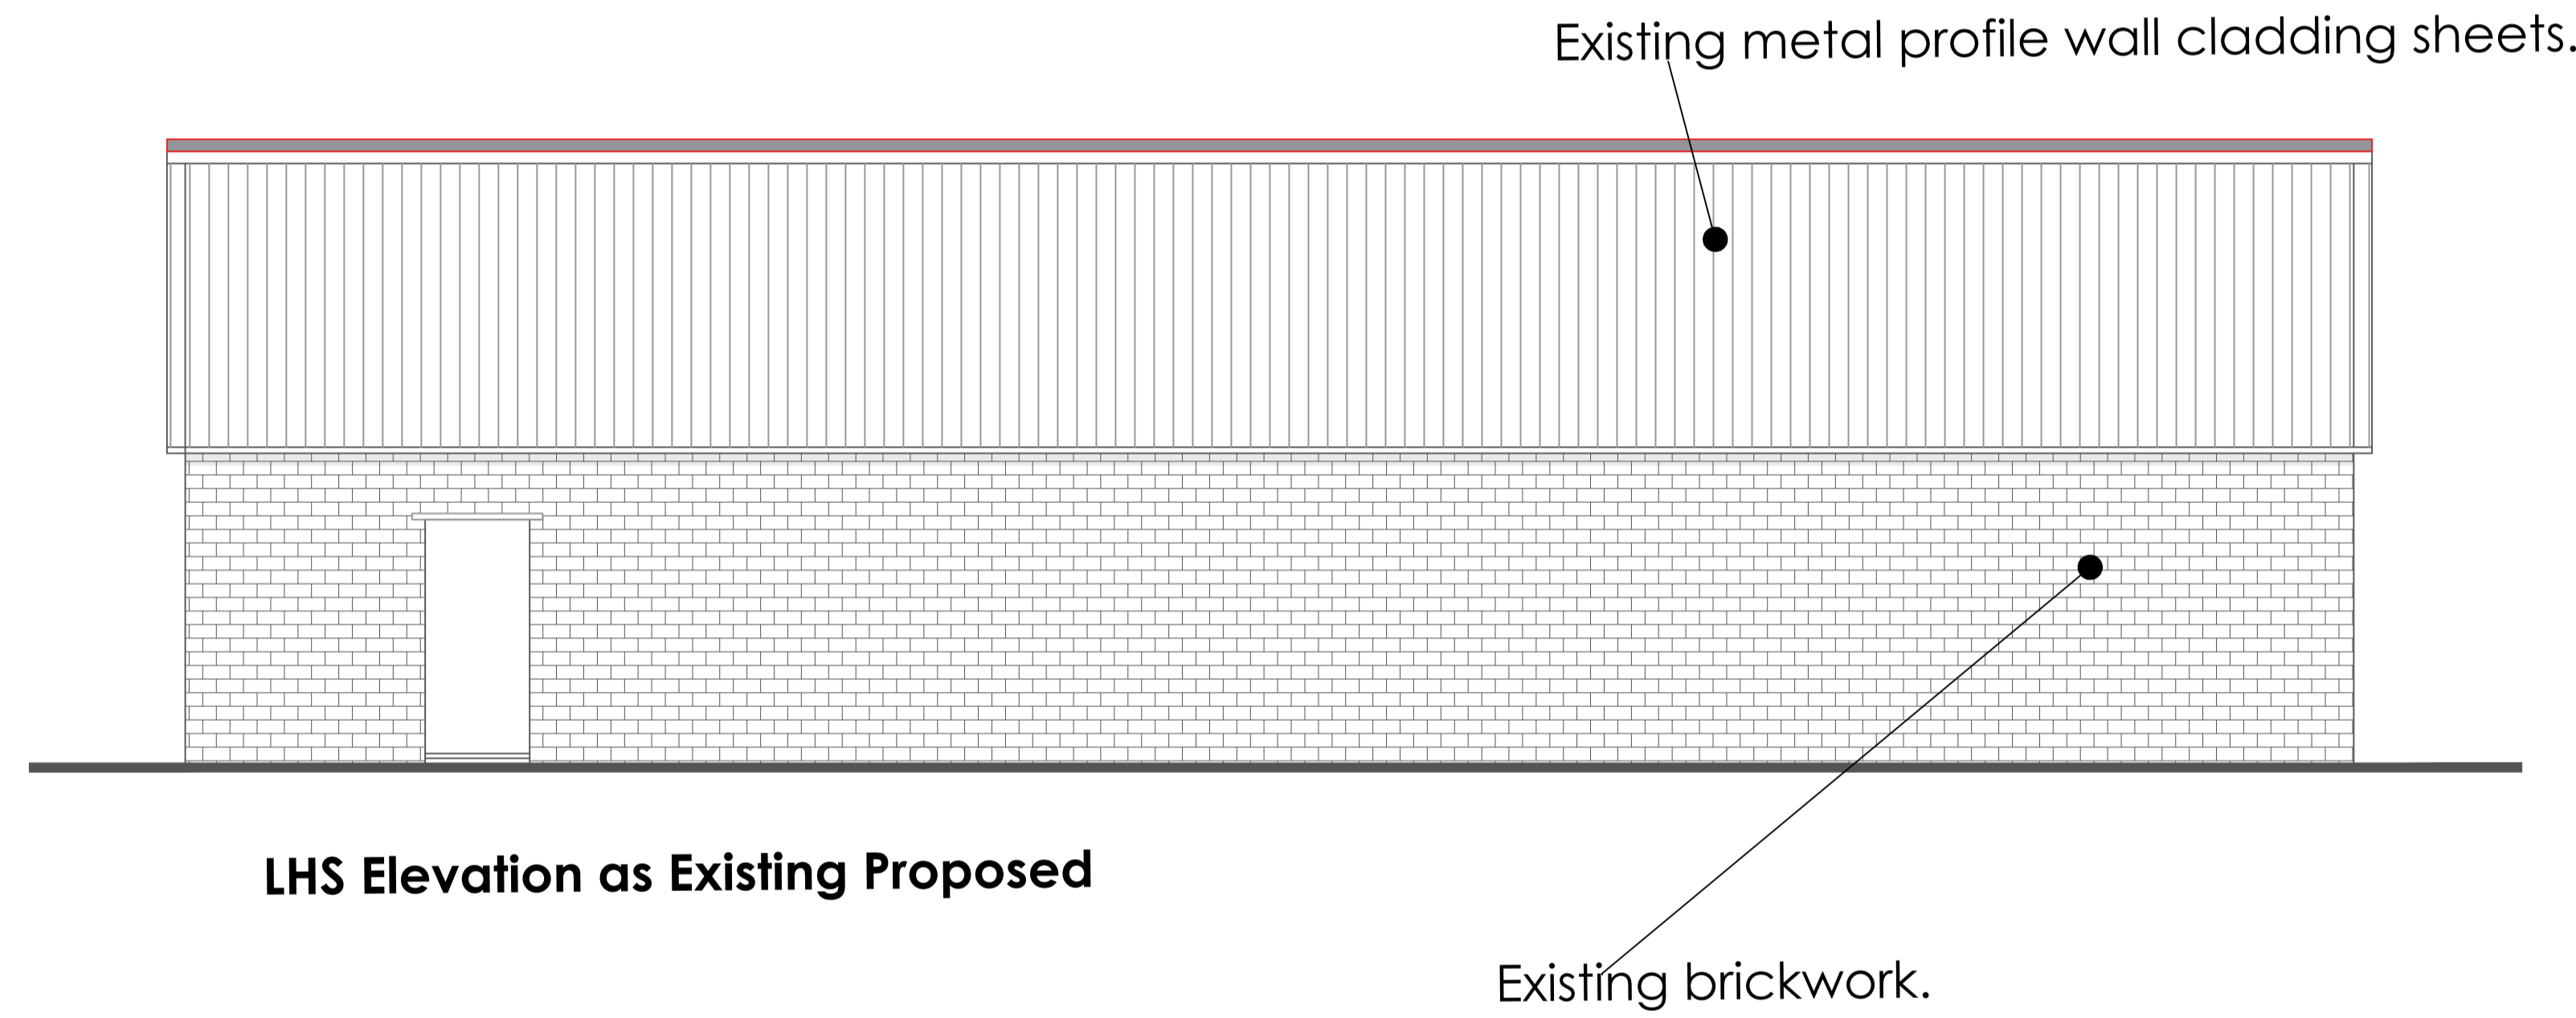 Existing metal profile wall cladding sheets.
LHS Elevation as Existing Proposed
Existing brickwork.